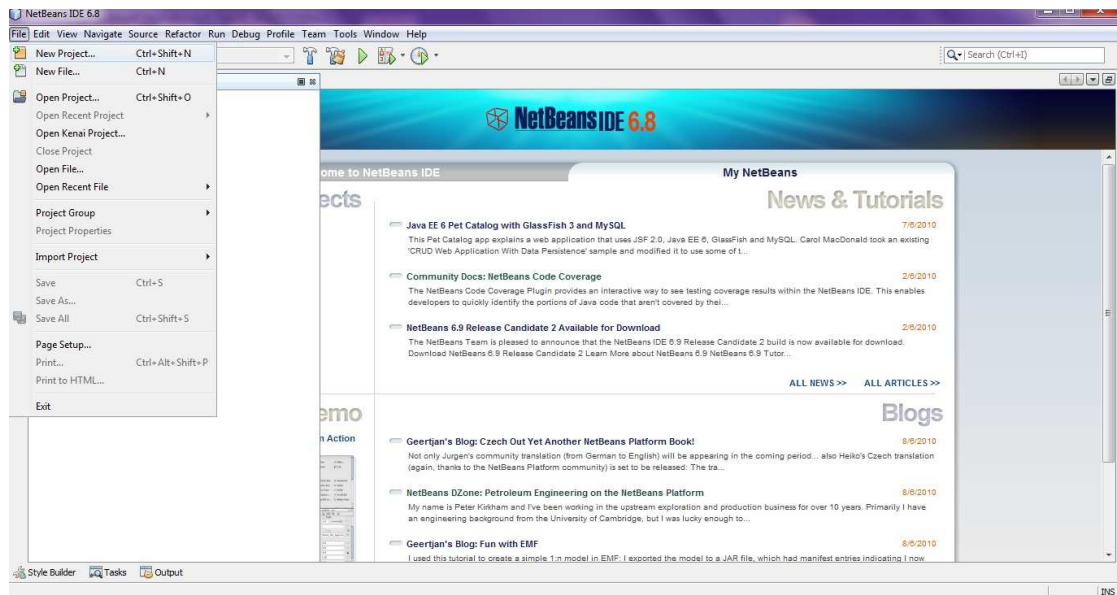 NetBeans IDE 6.8
File Edit View Navigate Source Refactor Run Debug Profile Team Tools Window Help
New Project... Ctrl+Shift+N
New File... Ctrl+N
Open Project... Ctrl+Shift+O
Open Recent Project
Open Kenai Project...
Close Project
Open File...
Open Recent File
Project Group
Project Properties
Import Project
Save Ctrl+S
Save As...
Save All Ctrl+Shift+S
Page Setup...
Print... Ctrl+Alt+Shift+P
Print to HTML...
Exit
Search (Ctrl+I)
NetBeans IDE 6.8
ome to NetBeans IDE
My NetBeans
ects
News & Tutorials
Java EE 6 Pet Catalog with GlassFish 3 and MySQL 7/6/2010
This Pet Catalog app explains a web application that uses JSF 2.0, Java EE 6, GlassFish and MySQL. Carol MacDonald took an existing
'CRUD Web Application With Data Persistence' sample and modified it to use some of t...
Community Docs: NetBeans Code Coverage 2/6/2010
The NetBeans Code Coverage Plugin provides an interactive way to see testing coverage results within the NetBeans IDE. This enables
developers to quickly identify the portions of Java code that aren't covered by thei...
NetBeans 6.9 Release Candidate 2 Available for Download 2/6/2010
The NetBeans Team is pleased to announce that the NetBeans IDE 6.9 Release Candidate 2 build is now available for download.
Download NetBeans 6.9 Release Candidate 2 Learn More about NetBeans 6.9 NetBeans 6.9 Tutor...
ALL NEWS >> ALL ARTICLES >>
emo
n Action
Blogs
Geertjan's Blog: Czech Out Yet Another NetBeans Platform Book! 8/6/2010
Not only Jurgen's community translation (from German to English) will be appearing in the coming period... also Heiko's Czech translation
(again, thanks to the NetBeans Platform community) is set to be released: The tra...
NetBeans DZone: Petroleum Engineering on the NetBeans Platform 8/6/2010
My name is Peter Kirkham and I've been working in the upstream exploration and production business for over 10 years. Primarily I have
an engineering background from the University of Cambridge, but I was lucky enough to...
Geertjan's Blog: Fun with EMF 8/6/2010
I used this tutorial to create a simple 1:n model in EMF: I exported the model to a JAR file, which had manifest entries indicating I now
Style Builder Tasks Output
INS